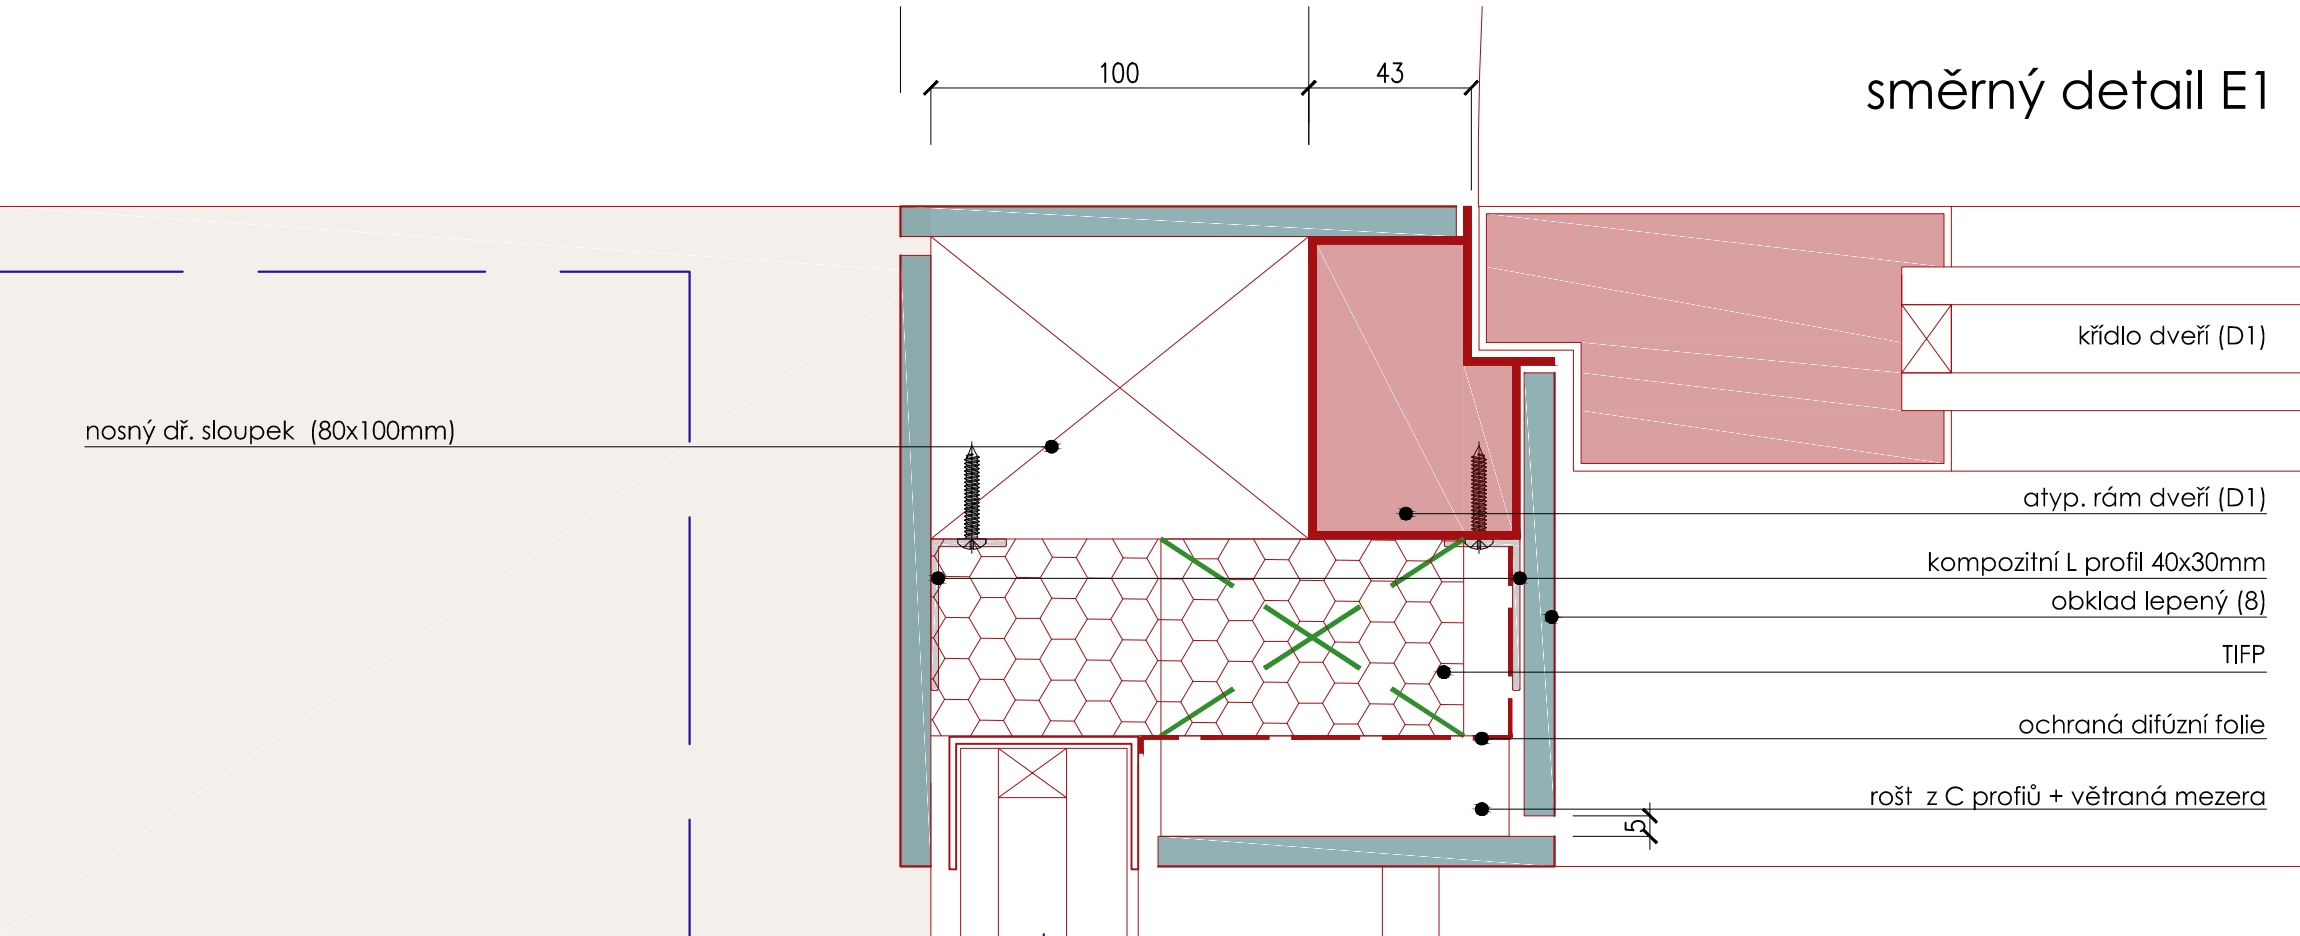 100
43
směrný detail E1
křídlo dveří (D1)
nosný dř. sloupek (80x100mm)
atyp. rám dveří (D1)
kompozitní L profil 40x30mm
obklad lepený (8)
TIFP
ochraná difúzní folie
rošt z C profiů + větraná mezera
5